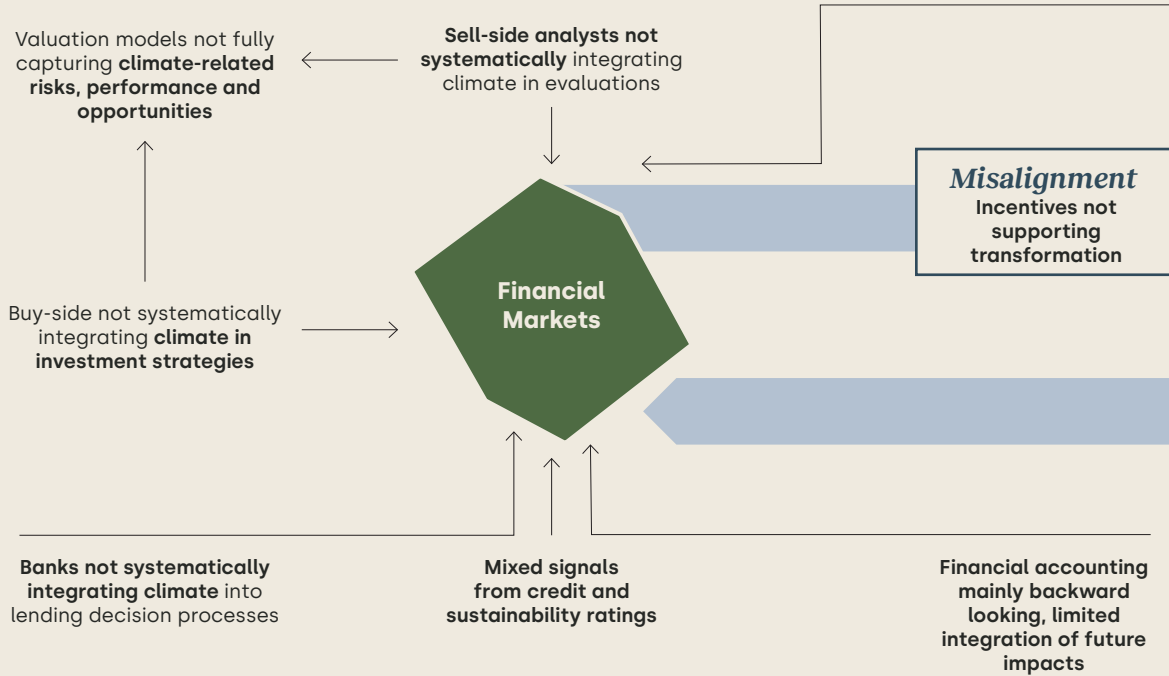 Valuation models not fully
capturing climate-related
risks, performance and
opportunities
Sell-side analysts not
systematically integrating
climate in evaluations
Misalignment
Incentives not
supporting
transformation
Financial
Markets
Buy-side not systematically
integrating climate in
investment strategies
Banks not systematically
integrating climate into
lending decision processes
Mixed signals
from credit and
sustainability ratings
Financial accounting
mainly backward
looking, limited
integration of future
impacts